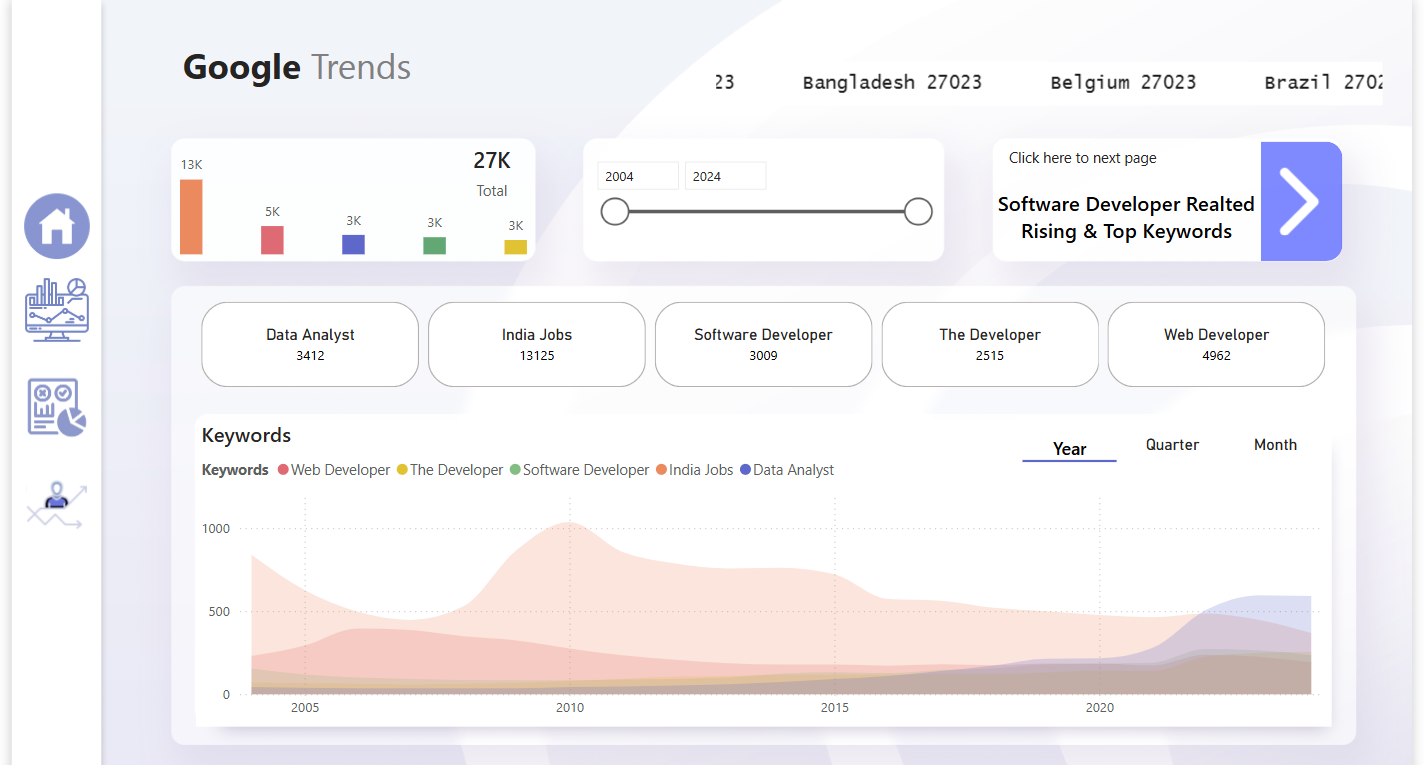 Google Trends
23 Bangladesh 27023 Belgium 27023 Brazil 2702
13K
5K
3K
3K
3K
27K
Total
2004 2024
Click here to next page
Software Developer Realted
Rising & Top Keywords
Data Analyst
3412
India Jobs
13125
Software Developer
3009
The Developer
2515
Web Developer
4962
Keywords
Year Quarter Month
Keywords Web Developer The Developer Software Developer India Jobs Data Analyst
1000
500
0
2005 2010 2015 2020